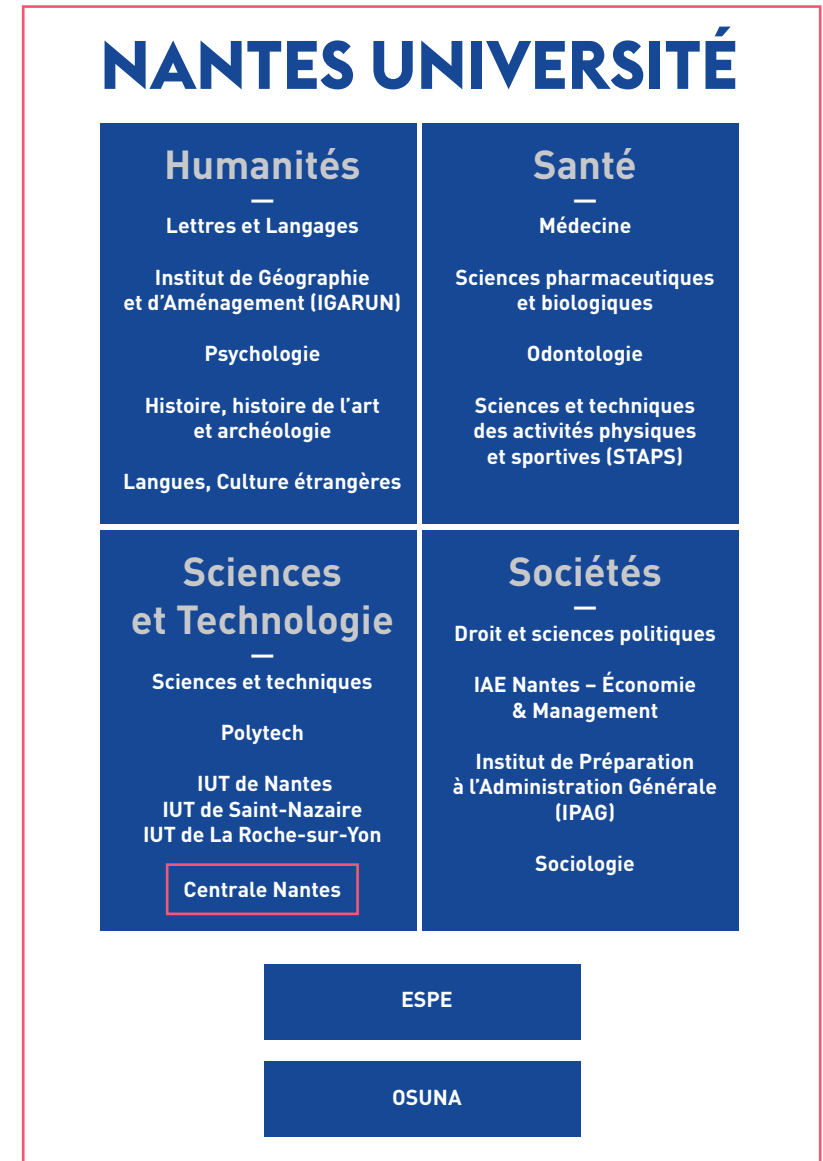 NANTES UNIVERSITÉ
Humanités
Lettres et Langages
Institut de Géographie
et d'Aménagement (IGARUN)
Psychologie
Histoire, histoire de l'art
et archéologie
Langues, Culture étrangères
Santé
Médecine
Sciences pharmaceutiques
et biologiques
Odontologie
Sciences et techniques
des activités physiques
et sportives (STAPS)
Sciences
et Technologie
Sciences et techniques
Polytech
IUT de Nantes
IUT de Saint-Nazaire
IUT de La Roche-sur-Yon
Centrale Nantes
Sociétés
Droit et sciences politiques
IAE Nantes – Économie
& Management
Institut de Préparation
à l'Administration Générale
(IPAG)
Sociologie
ESPE
OSUNA